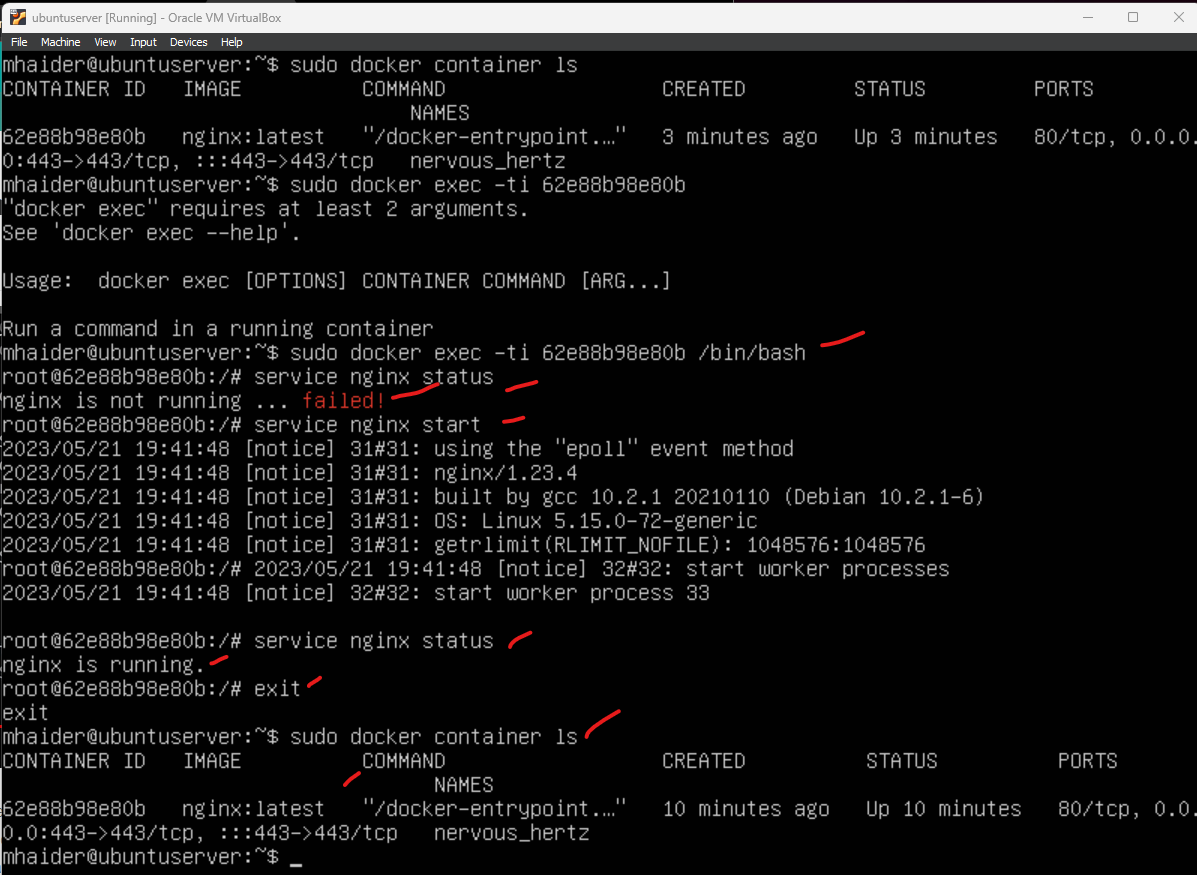 ubuntuserver [Running] - Oracle VM VirtualBox
File Machine View Input Devices Help
mhaider@ubuntuserver:~$ sudo docker container ls
CONTAINER ID   IMAGE          COMMAND                  CREATED         STATUS         PORTS
NAMES
62e88b98e80b   nginx:latest   "/docker-entrypoint.…"   3 minutes ago   Up 3 minutes   80/tcp, 0.0.0.
0:443->443/tcp, :::443->443/tcp   nervous_hertz
mhaider@ubuntuserver:~$ sudo docker exec -ti 62e88b98e80b
"docker exec" requires at least 2 arguments.
See 'docker exec --help'.
Usage:  docker exec [OPTIONS] CONTAINER COMMAND [ARG...]
Run a command in a running container
mhaider@ubuntuserver:~$ sudo docker exec -ti 62e88b98e80b /bin/bash
root@62e88b98e80b:/# service nginx status
nginx is not running ... failed!
root@62e88b98e80b:/# service nginx start
2023/05/21 19:41:48 [notice] 31#31: using the "epoll" event method
2023/05/21 19:41:48 [notice] 31#31: nginx/1.23.4
2023/05/21 19:41:48 [notice] 31#31: built by gcc 10.2.1 20210110 (Debian 10.2.1-6)
2023/05/21 19:41:48 [notice] 31#31: OS: Linux 5.15.0-72-generic
2023/05/21 19:41:48 [notice] 31#31: getrlimit(RLIMIT_NOFILE): 1048576:1048576
root@62e88b98e80b:/# 2023/05/21 19:41:48 [notice] 32#32: start worker processes
2023/05/21 19:41:48 [notice] 32#32: start worker process 33
root@62e88b98e80b:/# service nginx status
nginx is running.
root@62e88b98e80b:/# exit
exit
mhaider@ubuntuserver:~$ sudo docker container ls
CONTAINER ID   IMAGE          COMMAND                  CREATED          STATUS          PORTS
NAMES
62e88b98e80b   nginx:latest   "/docker-entrypoint.…"   10 minutes ago   Up 10 minutes   80/tcp, 0.0.
0.0:443->443/tcp, :::443->443/tcp   nervous_hertz
mhaider@ubuntuserver:~$ _